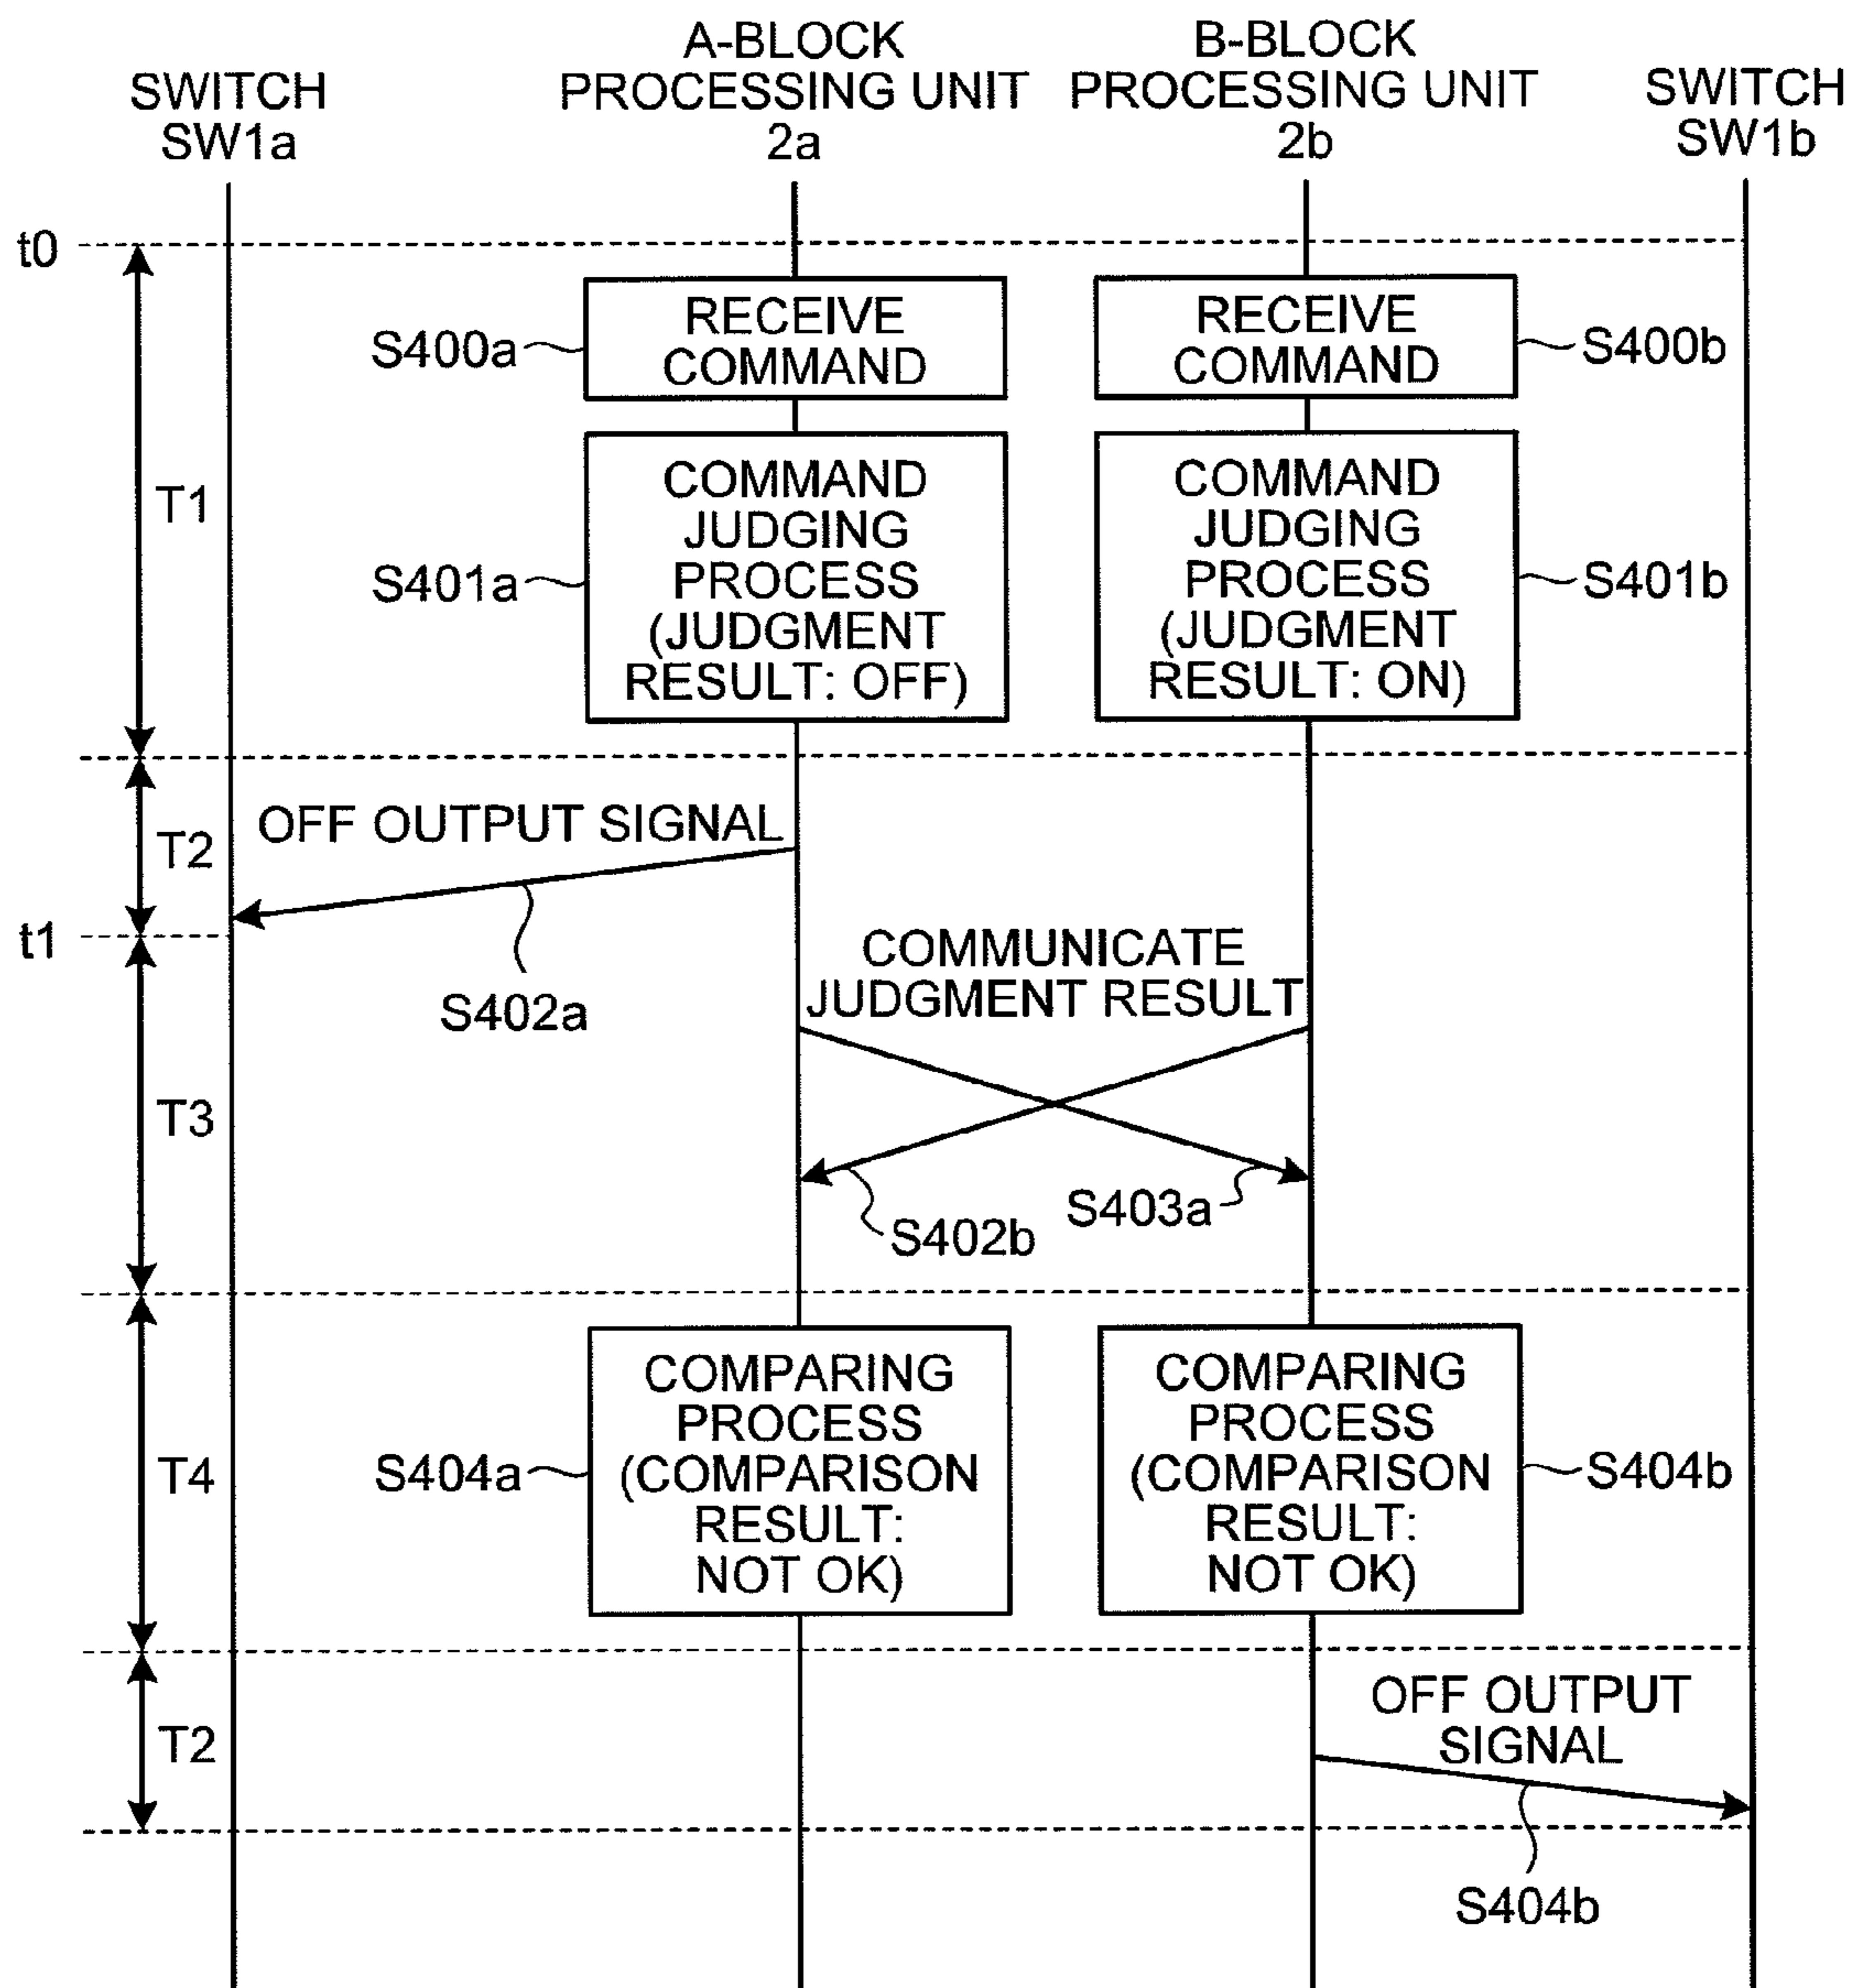 SWITCH
SW1a
A-BLOCK
PROCESSING UNIT
2a
B-BLOCK
PROCESSING UNIT
2b
SWITCH
SW1b
t0
T1
S400a
RECEIVE
COMMAND
RECEIVE
COMMAND
S400b
S401a
COMMAND
JUDGING
PROCESS
(JUDGMENT
RESULT: OFF)
COMMAND
JUDGING
PROCESS
(JUDGMENT
RESULT: ON)
S401b
T2
OFF OUTPUT SIGNAL
S402a
t1
COMMUNICATE
JUDGMENT RESULT
T3
S402b
S403a
T4
S404a
COMPARING
PROCESS
(COMPARISON
RESULT:
NOT OK)
COMPARING
PROCESS
(COMPARISON
RESULT:
NOT OK)
S404b
T2
OFF OUTPUT
SIGNAL
S404b